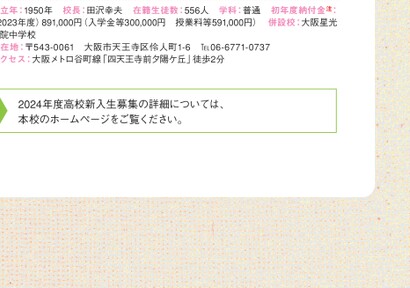 立年：1950年　校長：田沢幸夫　在籍生徒数：556人　学科：普通　初年度納付金注：
2023年度）891,000円（入学金等300,000円　授業料等591,000円）　併設校：大阪星光
院中学校
在地：〒543-0061　大阪市天王寺区伶人町1-6　℡06-6771-0737
クセス：大阪メトロ谷町線「四天王寺前夕陽ケ丘」徒歩2分
2024年度高校新入生募集の詳細については、
本校のホームページをご覧ください。